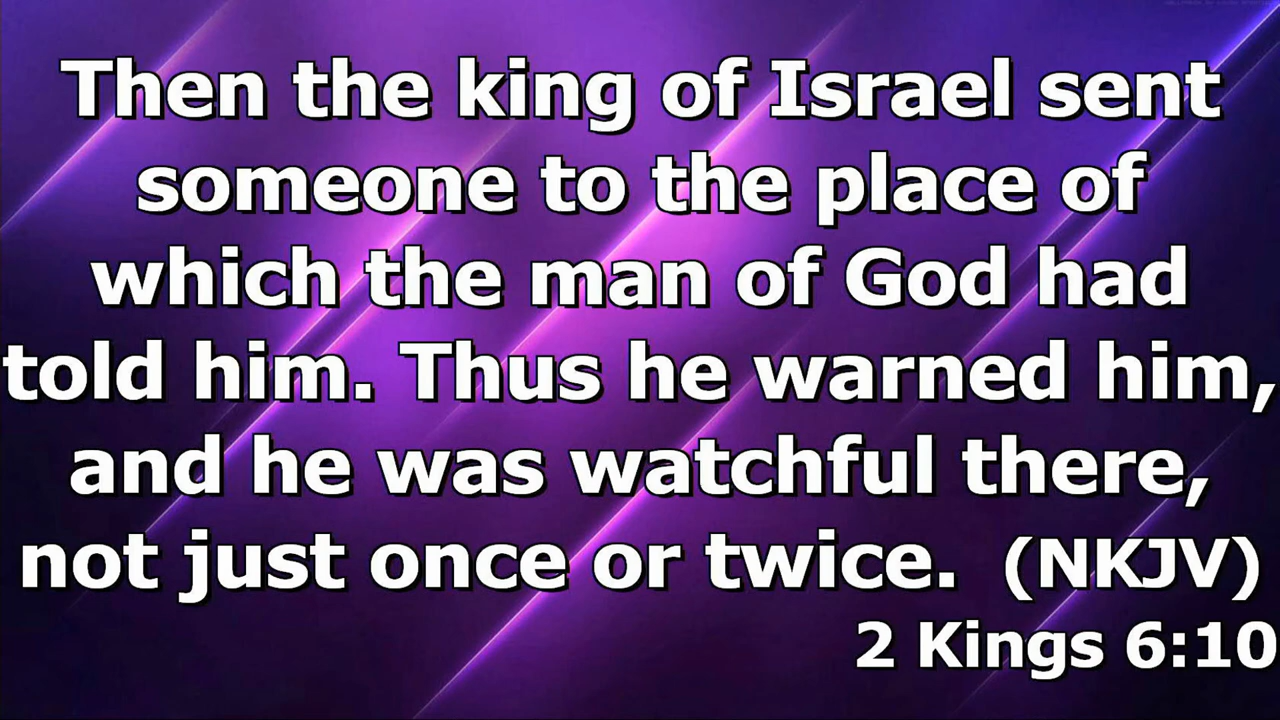 Then the king of Israel sent
someone to the place of
which the man of God had
told him. Thus he warned him,
and he was watchful there,
not just once or twice.  (NKJV)
2 Kings 6:10